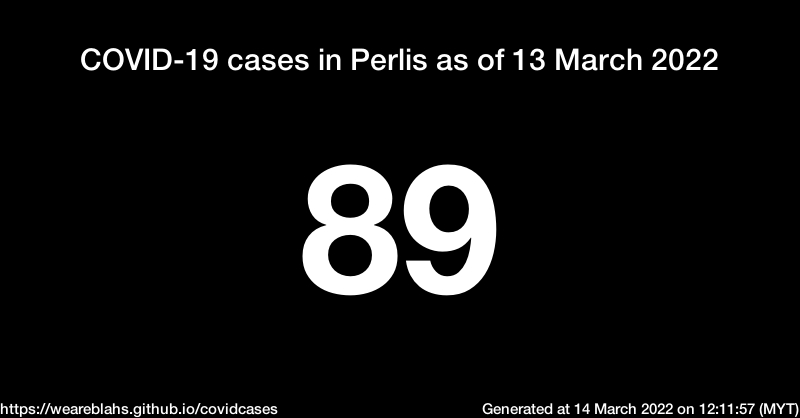 COVID-19 cases in Perlis as of 13 March 2022
89
https://weareblahs.github.io/covidcases
Generated at 14 March 2022 on 12:11:57 (MYT)